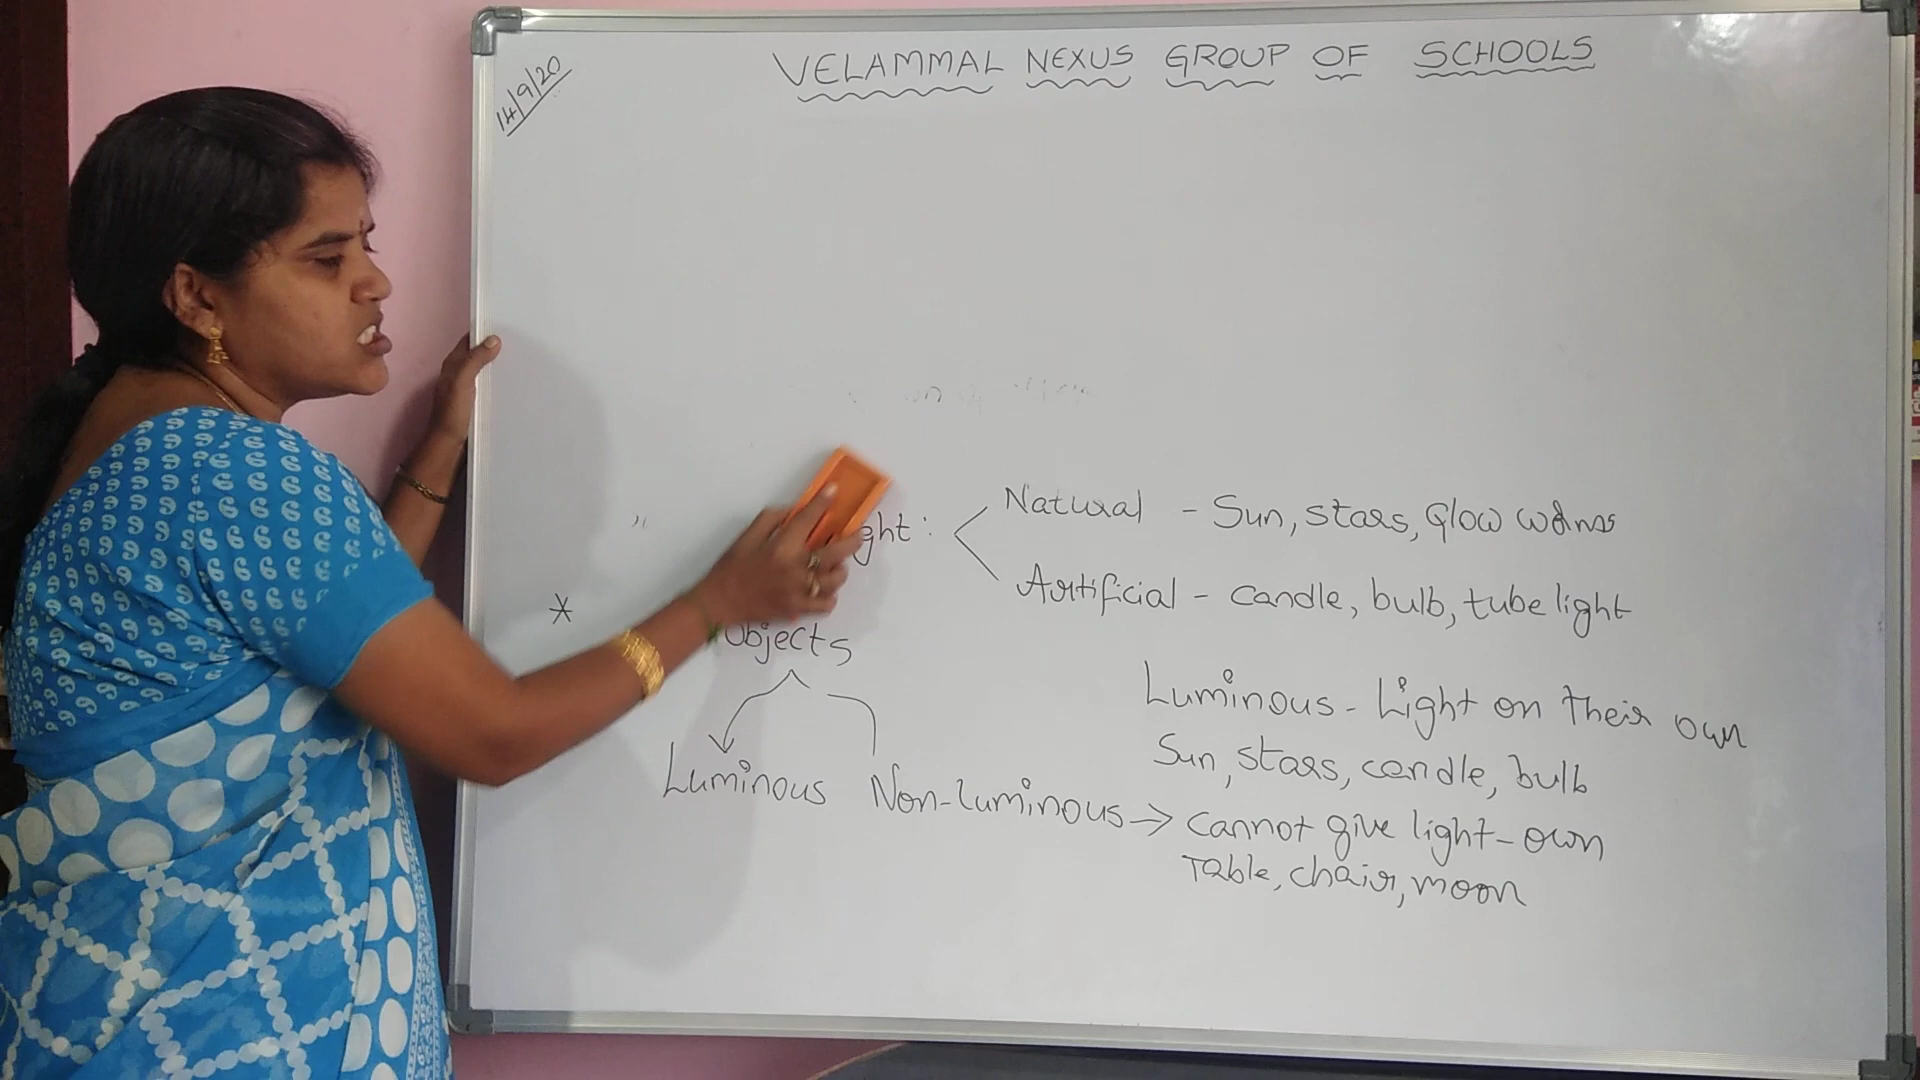 14/9/20
VELAMMAL NEXUS GROUP OF SCHOOLS
ght :
Natural - Sun, stars, Glow worms
Artificial - candle, bulb, tube light
*
Objects
Luminous
Non-luminous →
Luminous - Light on their own
Sun, stars, candle, bulb
cannot give light - own
Table, chair, moon